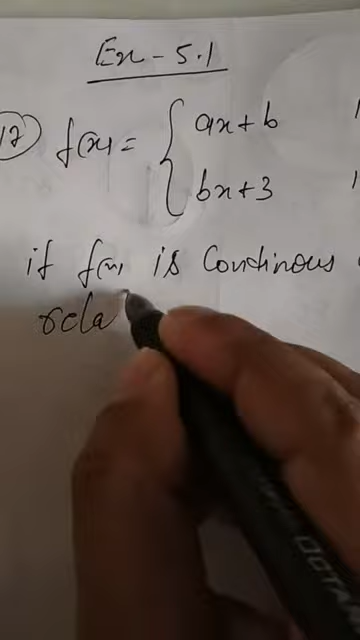 Ex - 5.1
17) f(x) = { ax + b
bx + 3
if f(x) is Continous
rela